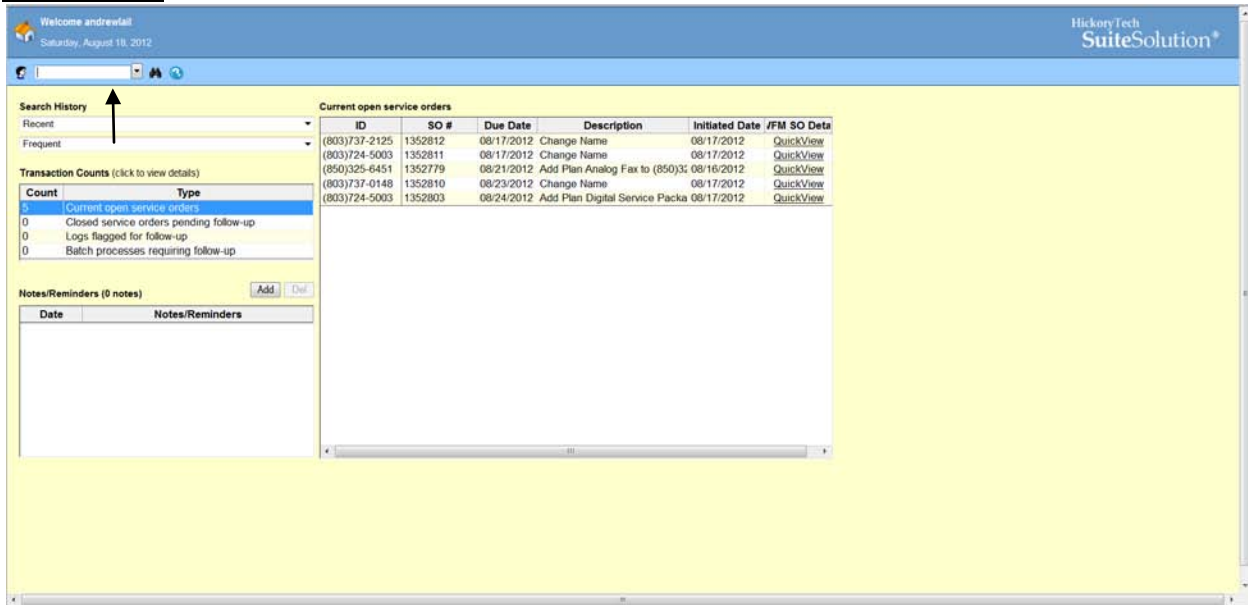 Welcome andrewlail
Saturday, August 18, 2012
HickoryTech
SuiteSolution®
Search History
Recent
Frequent
Transaction Counts (click to view details)
Count Type
5 Current open service orders
0 Closed service orders pending follow-up
0 Logs flagged for follow-up
0 Batch processes requiring follow-up
Notes/Reminders (0 notes) Add Del
Date Notes/Reminders
Current open service orders
ID SO # Due Date Description Initiated Date /FM SO Deta
(803)737-2125 1352812 08/17/2012 Change Name 08/17/2012 QuickView
(803)724-5003 1352811 08/17/2012 Change Name 08/17/2012 QuickView
(850)325-6451 1352779 08/21/2012 Add Plan Analog Fax to (850)32 08/16/2012 QuickView
(803)737-0148 1352810 08/23/2012 Change Name 08/17/2012 QuickView
(803)724-5003 1352803 08/24/2012 Add Plan Digital Service Packa 08/17/2012 QuickView